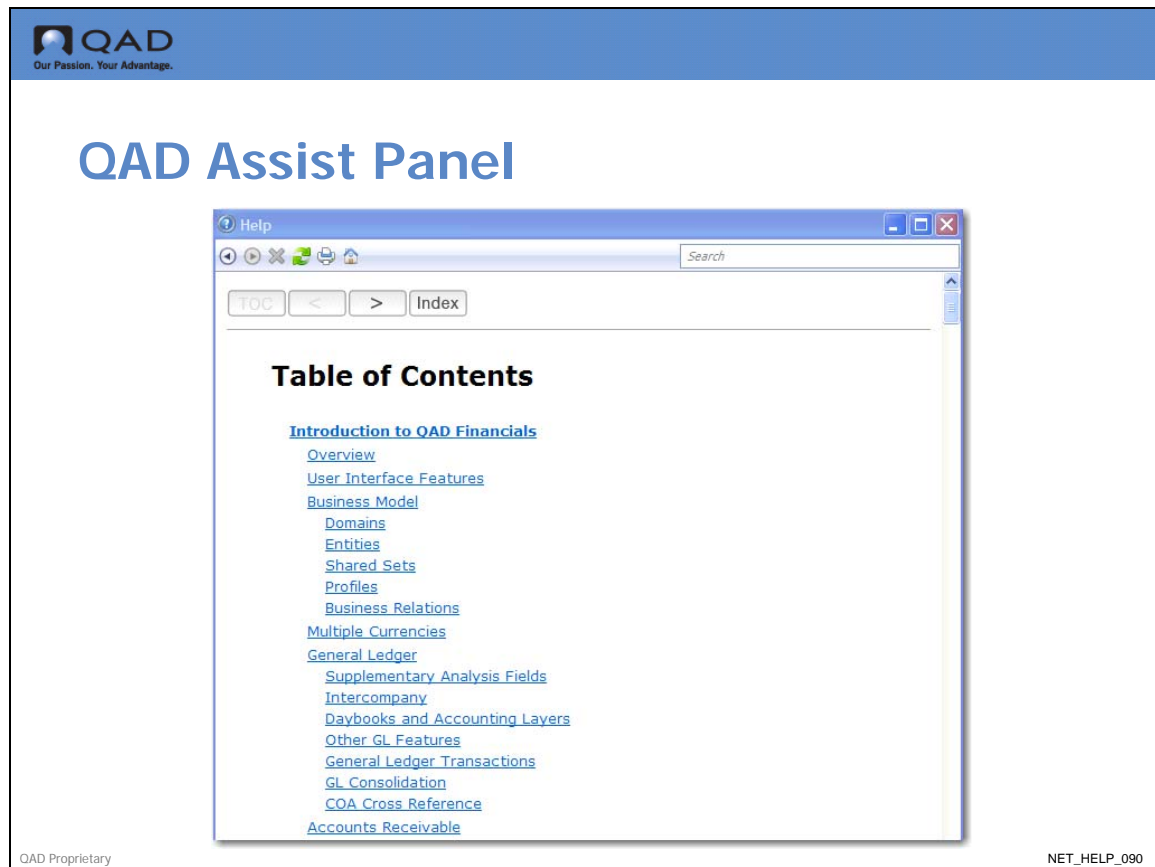 QAD
Our Passion. Your Advantage.
QAD Assist Panel
Help
Search
TOC < > Index
Table of Contents
Introduction to QAD Financials
Overview
User Interface Features
Business Model
Domains
Entities
Shared Sets
Profiles
Business Relations
Multiple Currencies
General Ledger
Supplementary Analysis Fields
Intercompany
Daybooks and Accounting Layers
Other GL Features
General Ledger Transactions
GL Consolidation
COA Cross Reference
Accounts Receivable
QAD Proprietary
NET_HELP_090